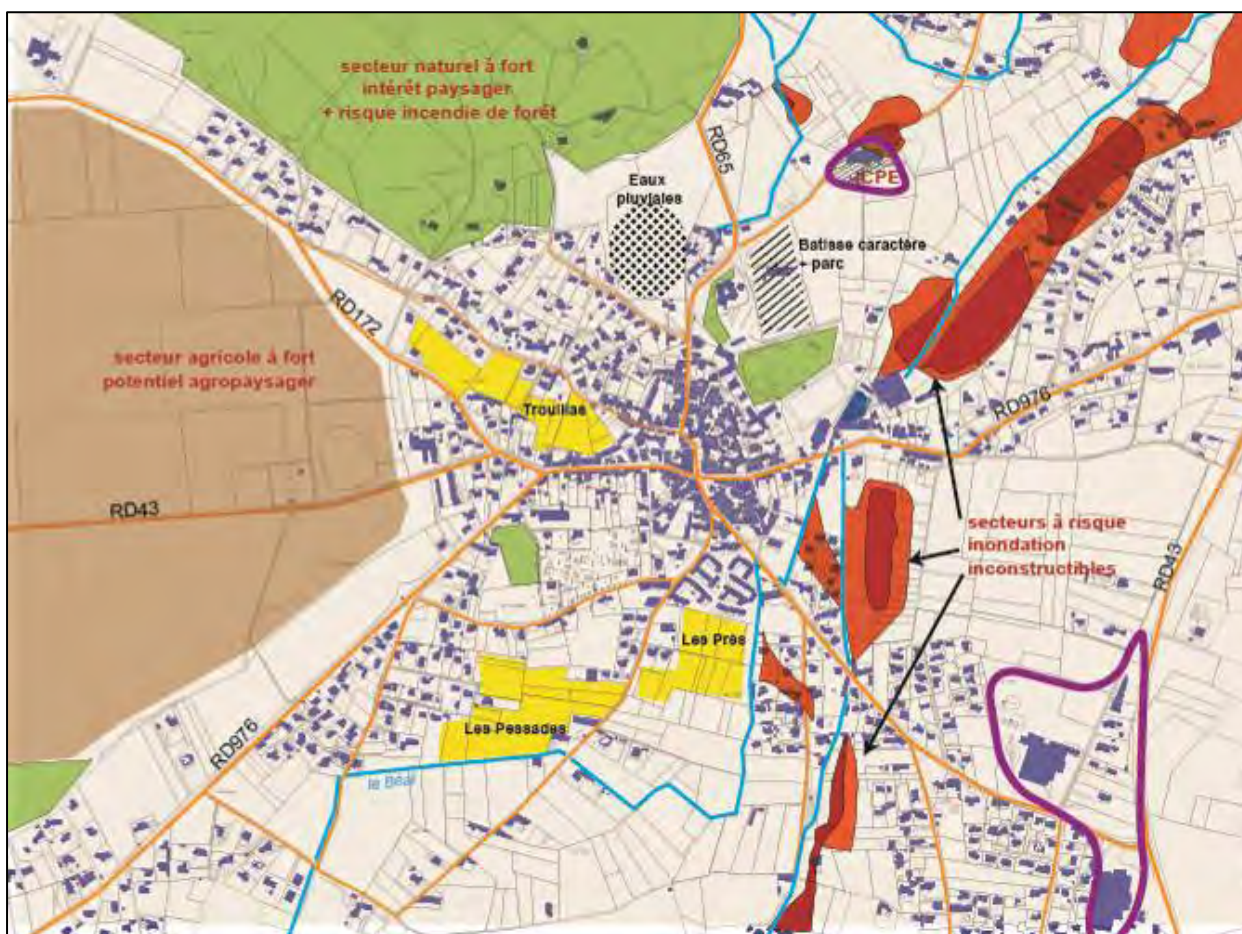 secteur naturel à fort
intérêt paysager
+ risque incendie de forêt
RD65
ICPE
Eaux
pluviales
Batisse caractère
+ parc
RD172
secteur agricole à fort
potentiel agropaysager
Trouillas
RD976
RD43
secteurs à risque
inondation
inconstructibles
RD43
Les Près
Les Pessades
RD976
le Béal